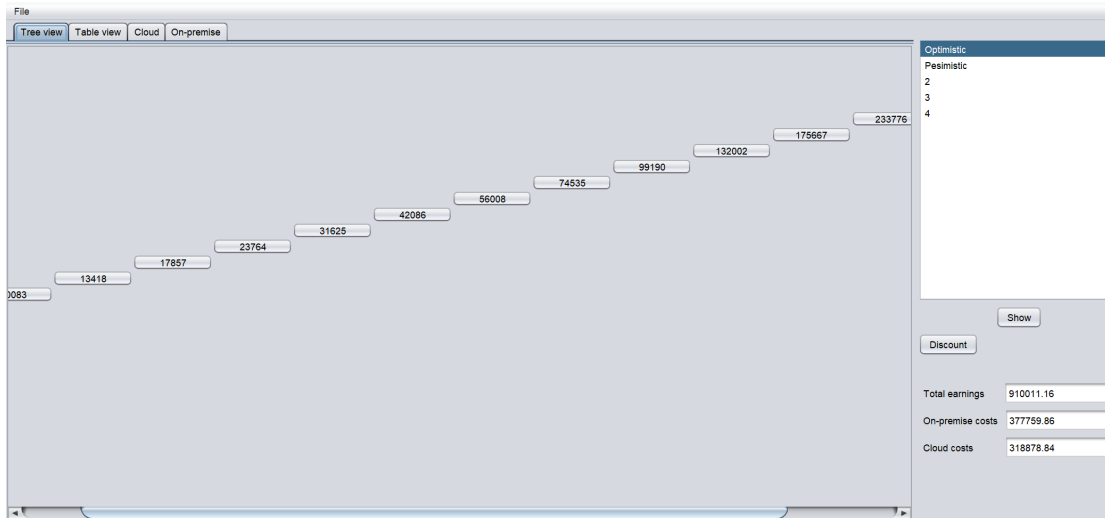 File
Tree view Table view Cloud On-premise
Optimistic
Pesimistic
2
3
4
233776
175667
132002
99190
74535
56008
42086
31625
23764
17857
13418
0083
Show
Discount
Total earnings 910011.16
On-premise costs 377759.86
Cloud costs 318878.84